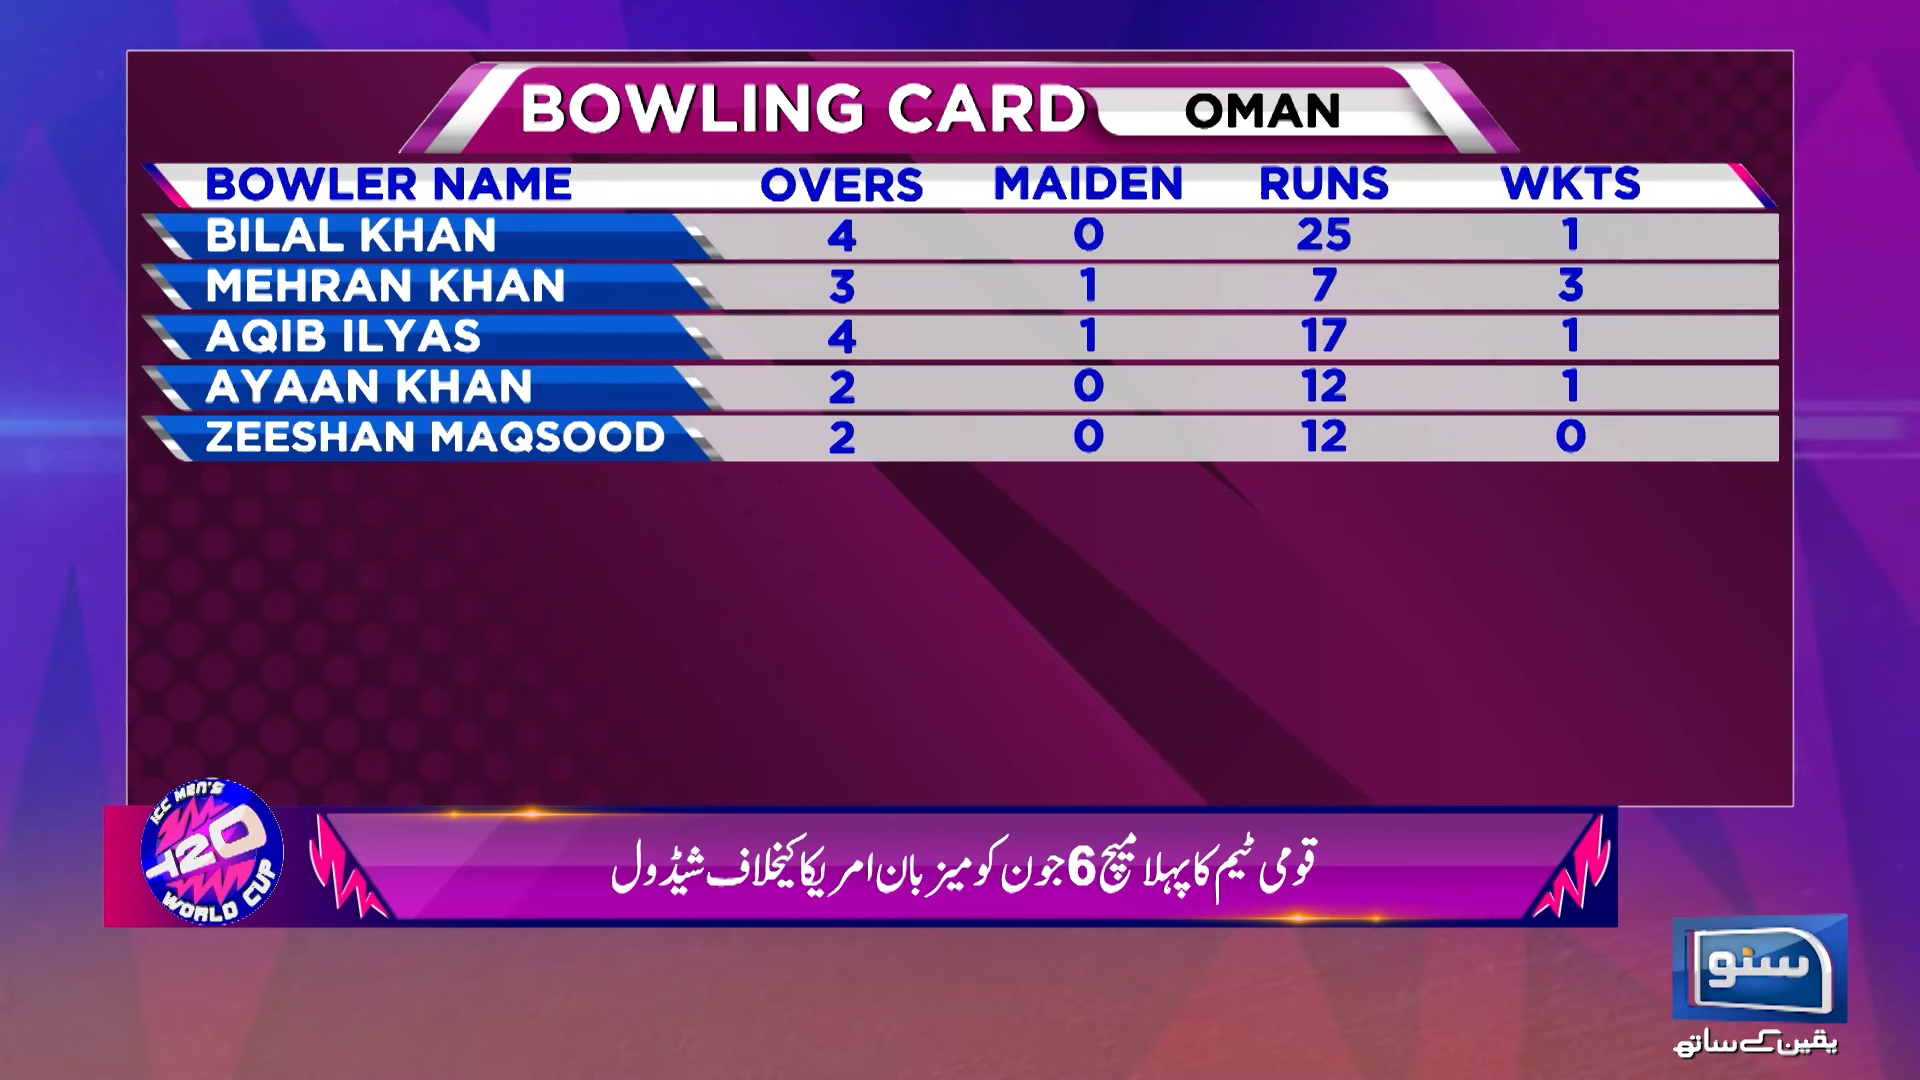 BOWLING CARD OMAN
BOWLER NAME OVERS MAIDEN RUNS WKTS
BILAL KHAN 4 0 25 1
MEHRAN KHAN 3 1 7 3
AQIB ILYAS 4 1 17 1
AYAAN KHAN 2 0 12 1
ZEESHAN MAQSOOD 2 0 12 0
ICC MEN'S
T20
WORLD CUP
قومی ٹیم کا پہلا میچ 6 جون کو میزبان امریکا کیخلاف شیڈول
سنو
یقین کے ساتھ